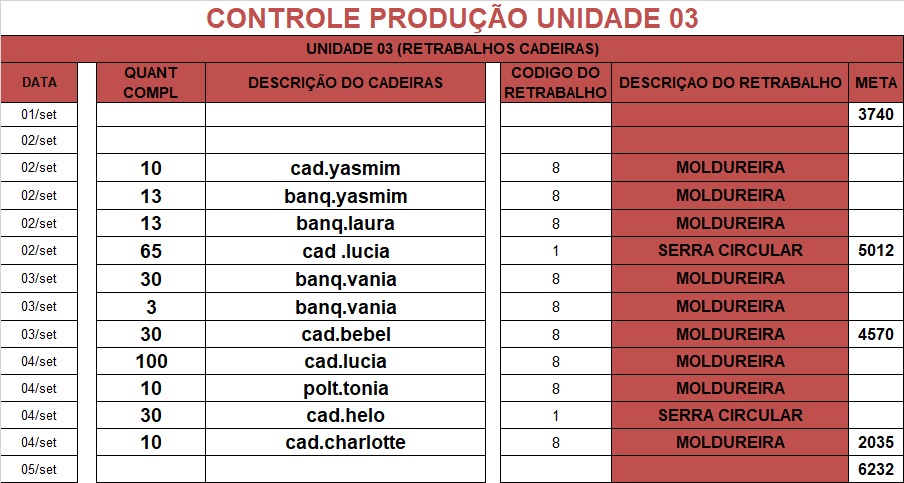 CONTROLE PRODUÇÃO UNIDADE 03
UNIDADE 03 (RETRABALHOS CADEIRAS)
DATA QUANT COMPL DESCRIÇÃO DO CADEIRAS CODIGO DO RETRABALHO DESCRIÇAO DO RETRABALHO META
01/set 3740
02/set
02/set 10 cad.yasmim 8 MOLDUREIRA
02/set 13 banq.yasmim 8 MOLDUREIRA
02/set 13 banq.laura 8 MOLDUREIRA
02/set 65 cad .lucia 1 SERRA CIRCULAR 5012
03/set 30 banq.vania 8 MOLDUREIRA
03/set 3 banq.vania 8 MOLDUREIRA
03/set 30 cad.bebel 8 MOLDUREIRA 4570
04/set 100 cad.lucia 8 MOLDUREIRA
04/set 10 polt.tonia 8 MOLDUREIRA
04/set 30 cad.helo 1 SERRA CIRCULAR
04/set 10 cad.charlotte 8 MOLDUREIRA 2035
05/set 6232